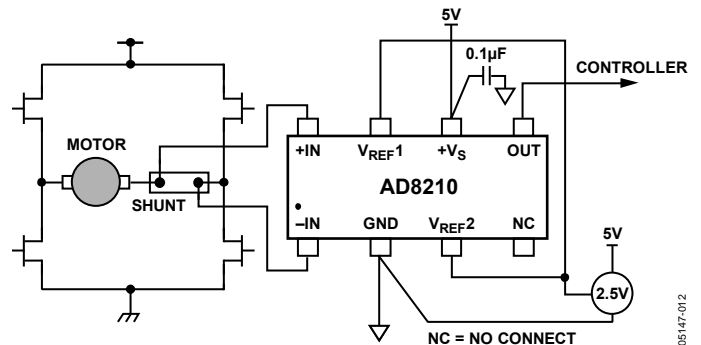 5V
0.1µF
CONTROLLER
MOTOR
SHUNT
+IN VREF1 +VS OUT
AD8210
–IN GND VREF2 NC
5V
2.5V
NC = NO CONNECT
05147-012